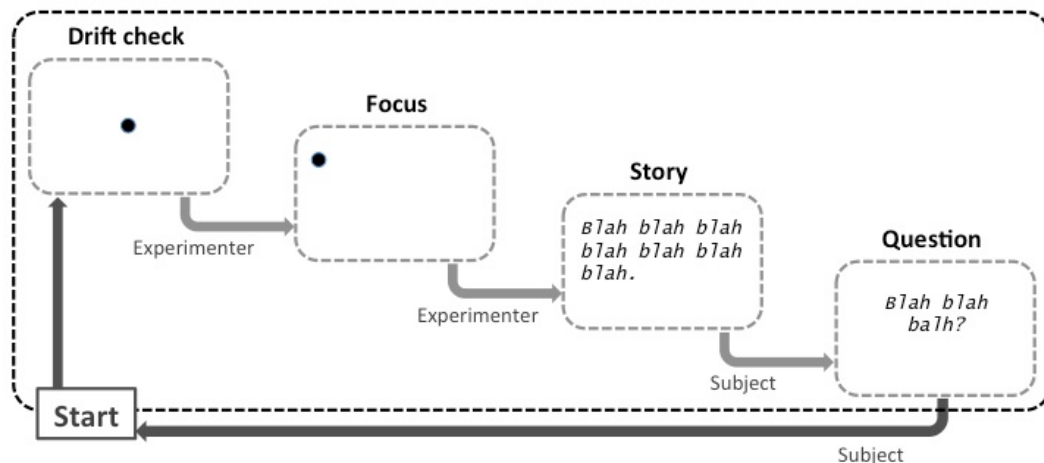 Drift check
Focus
Experimenter
Story
Blah blah blah
blah blah blah
blah.
Experimenter
Question
Blah blah
balh?
Subject
Start
Subject